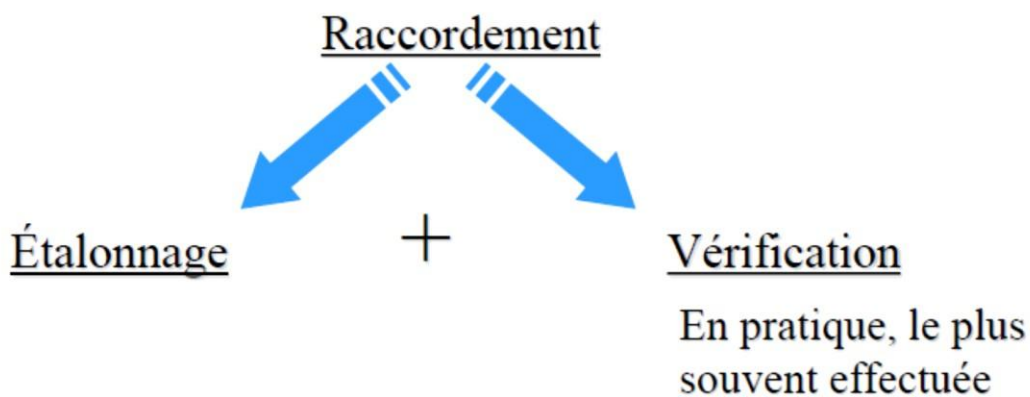 Raccordement
Étalonnage + Vérification
En pratique, le plus
souvent effectuée